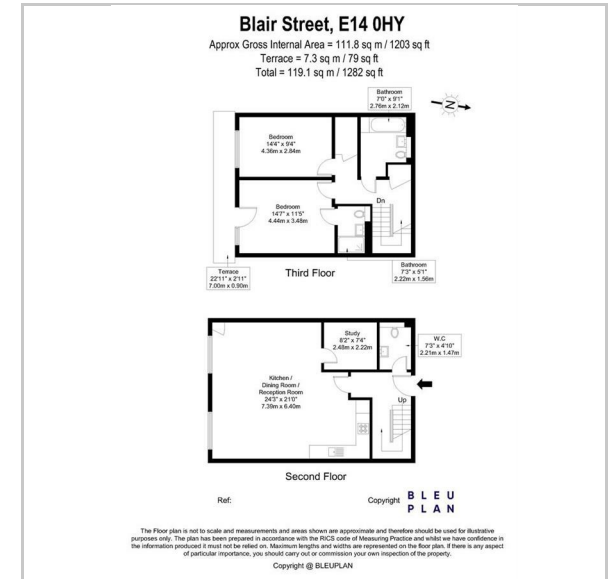 Blair Street, E14 0HY
Approx Gross Internal Area = 111.8 sq m / 1203 sq ft
Terrace = 7.3 m / 79 sq ft
Total = 119.1 sq m / 1282 sq ft
Bathroom
7'0" x 9'1"
2.76m x 2.12m
N
Bedroom
14'4" x 9'4"
4.36m x 2.84m
Dn
Bedroom
14'7" x 11'5"
4.44m x 3.48m
Terrace
22'11" x 2'11"
7.00m x 0.90m
Third Floor
Bathroom
7'3" x 5'1"
2.22m x 1.56m
Study
8'2" x 7'4"
2.48m x 2.22m
W.C
7'3" x 4'10"
2.21m x 1.47m
Kitchen /
Dining Room /
Reception Room
24'3" x 21'0"
7.39m x 6.40m
Up
Second Floor
Ref:
Copyright
BLEU
PLAN
The Floor plan is not to scale and measurements and areas shown are approximate and therefore should be used for illustrative
purposes only. The plan has been prepared in accordance with the RICS code of Measuring Practice and whilst we have confidence in
the information produced it must not be relied on. Maximum lengths and widths are represented on the floor plan. If there is any aspect
of particular importance, you should carry out or commission your own inspection of the property.
Copyright @ BLEUPLAN